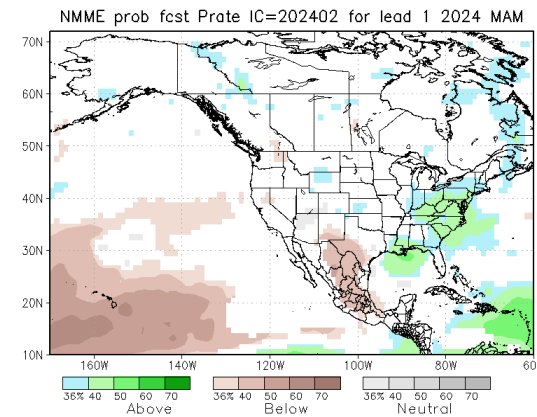 NMME prob fcst Prate IC=202402 for lead 1 2024 MAM
70N
60N
50N
40N
30N
20N
10N
160W 140W 120W 100W 80W 60
36% 40 50 60 70 36% 40 50 60 70 36% 40 50 60 70
Above Below Neutral